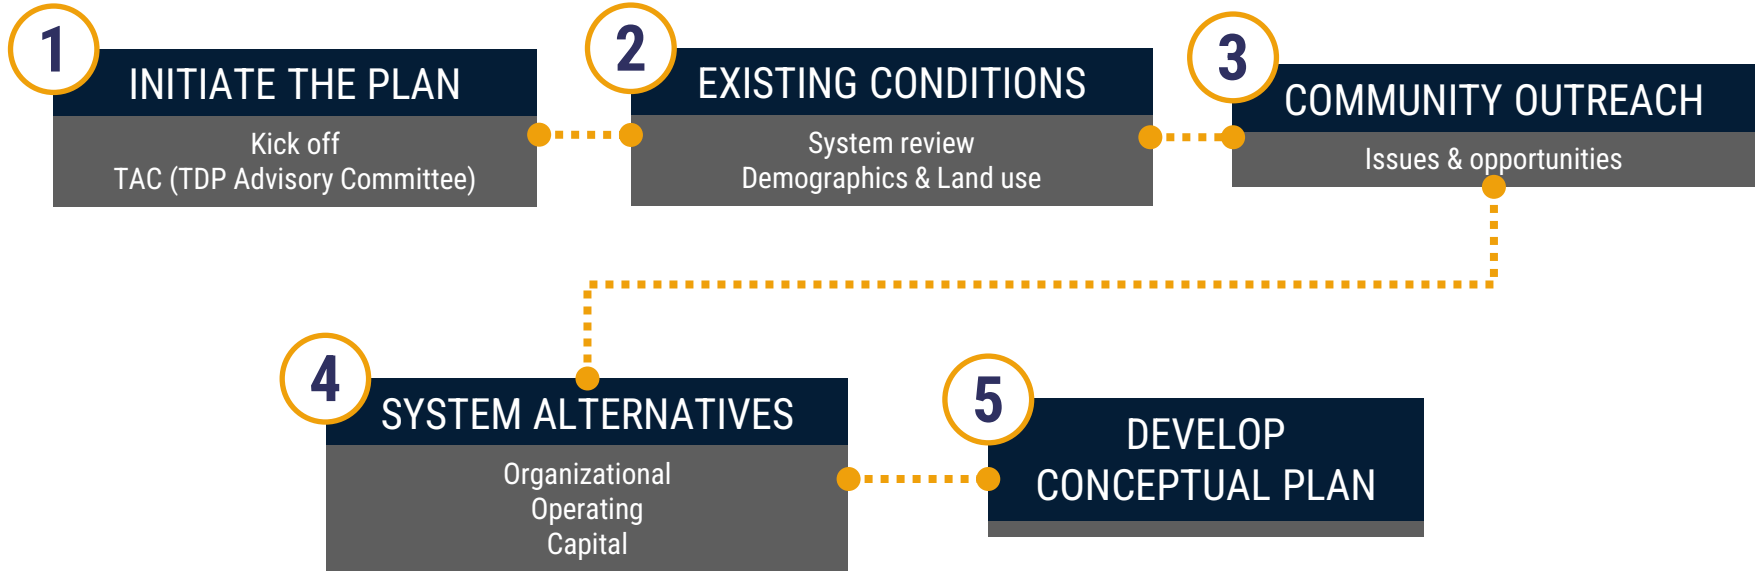 1
INITIATE THE PLAN
Kick off
TAC (TDP Advisory Committee)
2
EXISTING CONDITIONS
System review
Demographics & Land use
3
COMMUNITY OUTREACH
Issues & opportunities
4
SYSTEM ALTERNATIVES
Organizational
Operating
Capital
5
DEVELOP
CONCEPTUAL PLAN